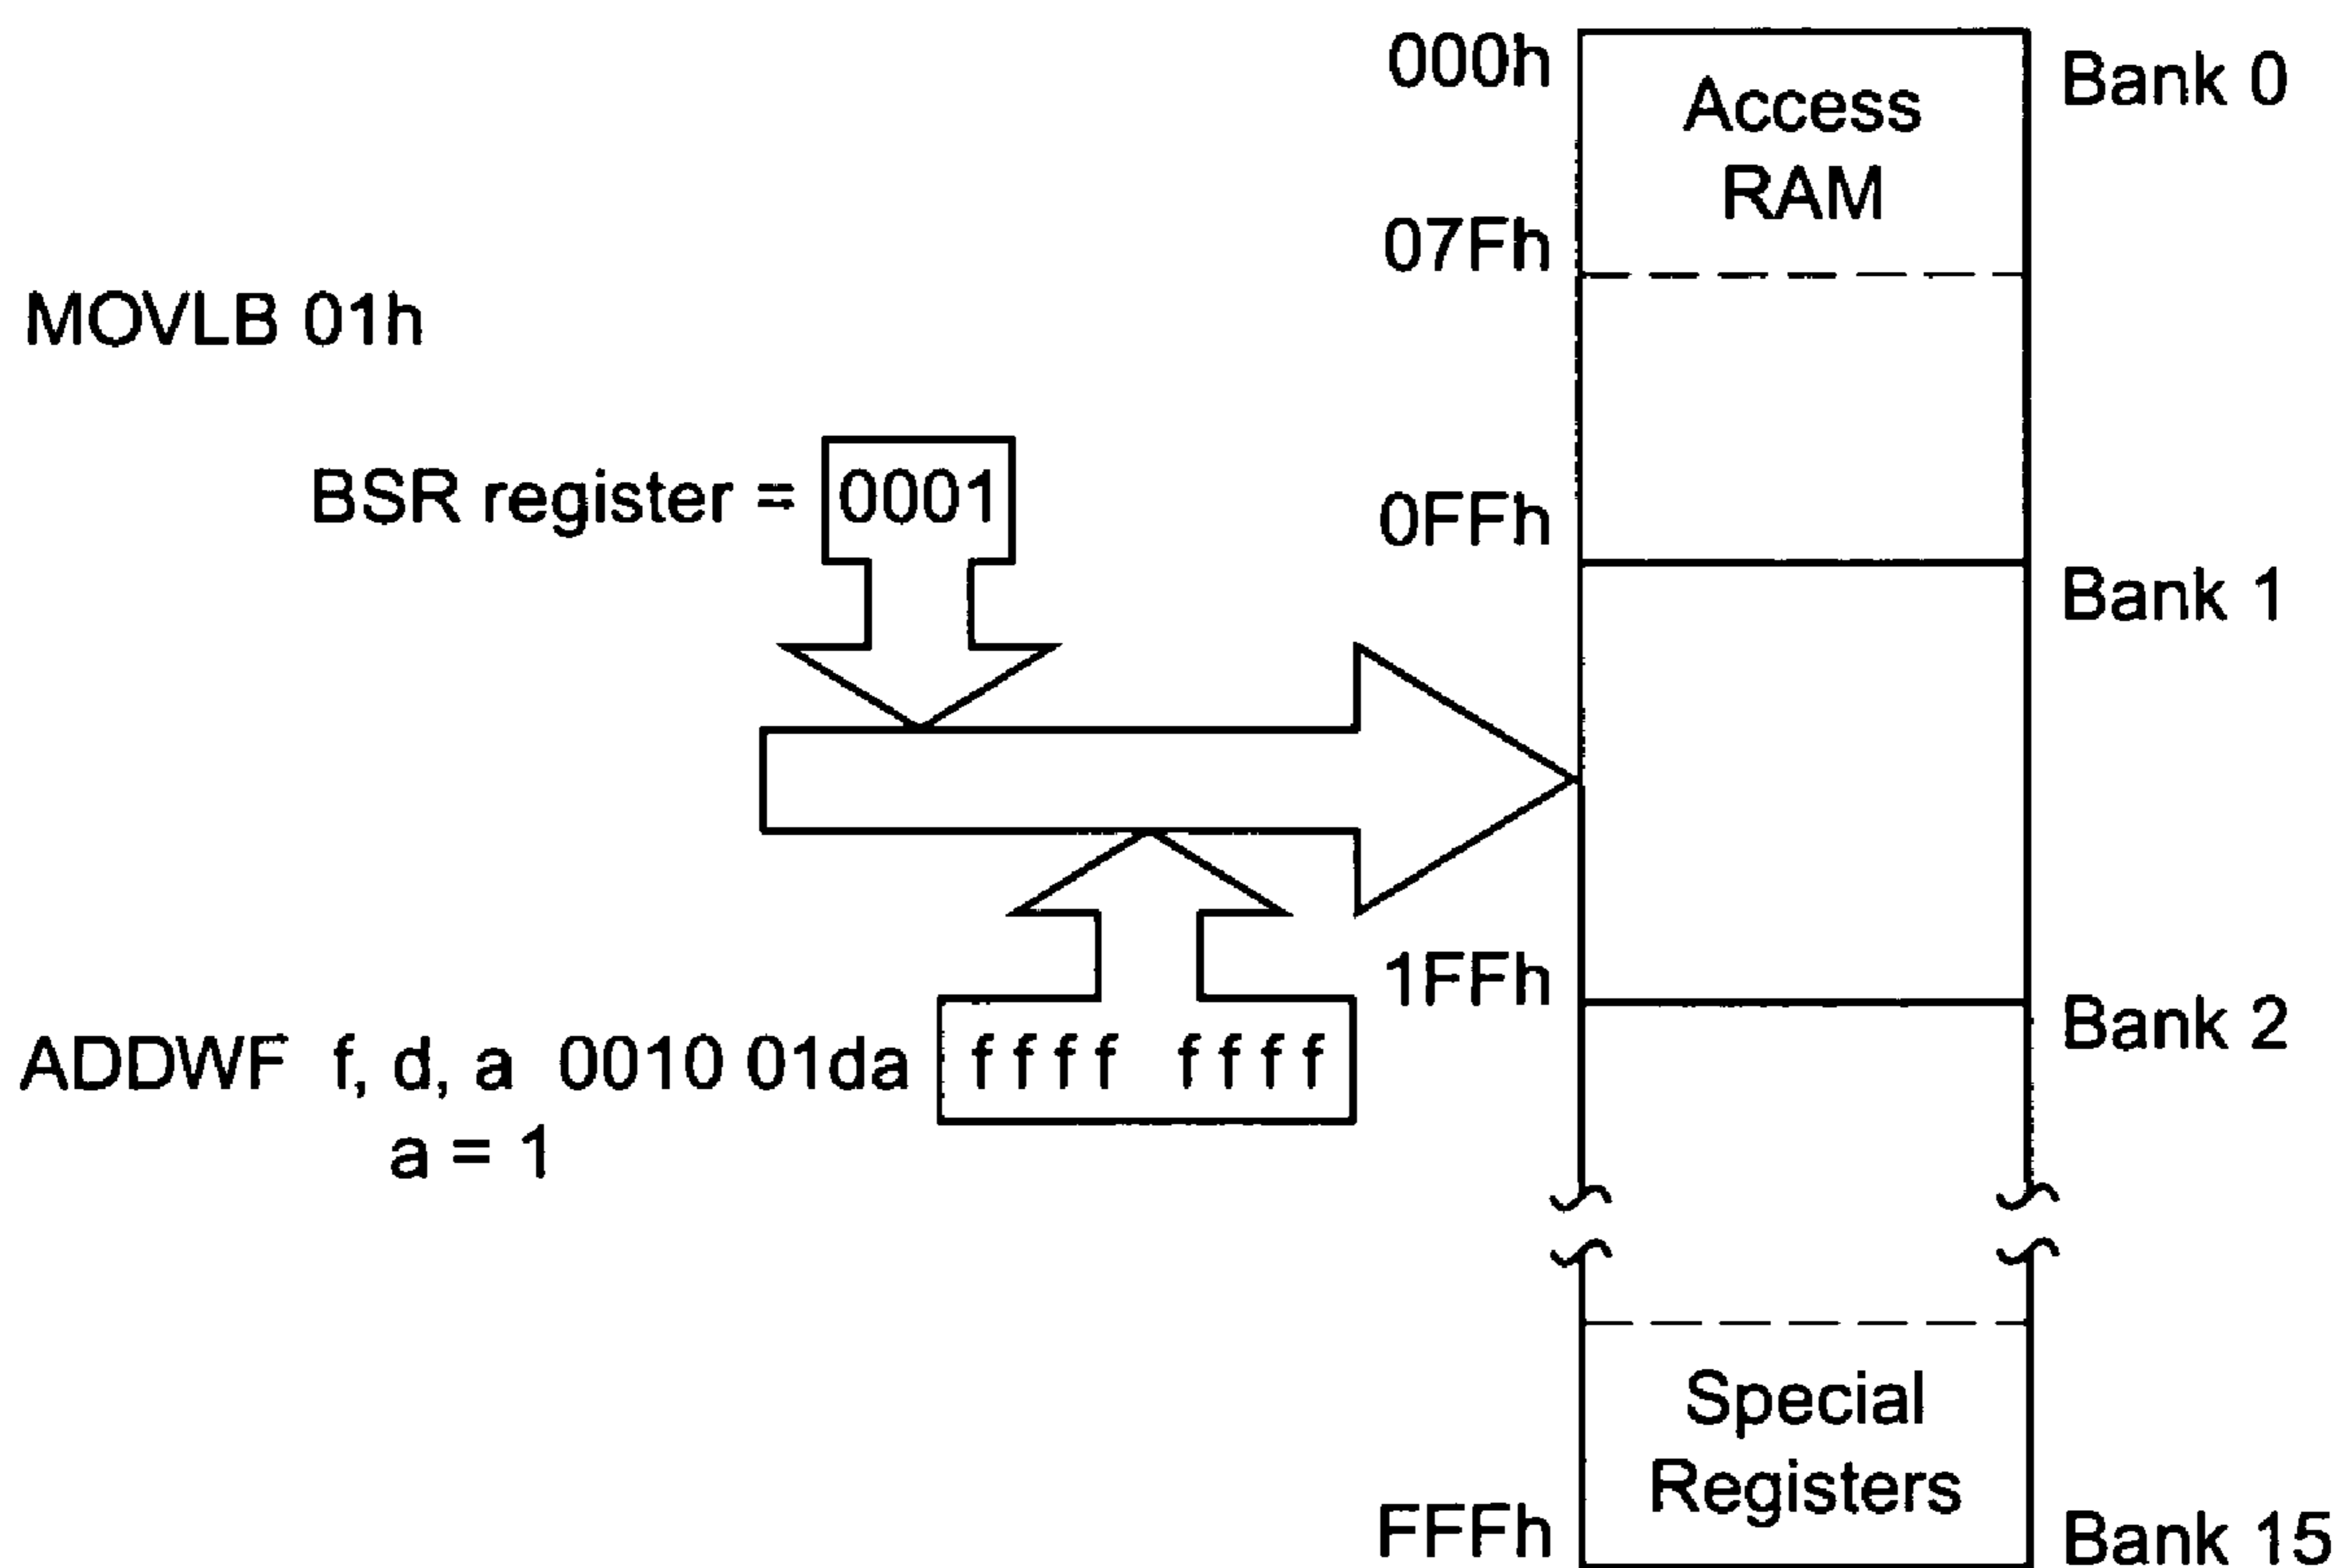 000h
Access
RAM
Bank 0
07Fh
MOVLB 01h
BSR register = 0001
0FFh
Bank 1
1FFh
Bank 2
ADDWF f, d, a 0010 01da ffff ffff
a = 1
Special
Registers
FFFh
Bank 15